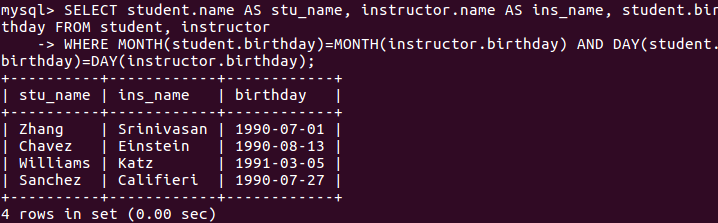 mysql> SELECT student.name AS stu_name, instructor.name AS ins_name, student.bir
thday FROM student, instructor
    -> WHERE MONTH(student.birthday)=MONTH(instructor.birthday) AND DAY(student.
birthday)=DAY(instructor.birthday);
+----------+------------+------------+
| stu_name | ins_name   | birthday   |
+----------+------------+------------+
| Zhang    | Srinivasan | 1990-07-01 |
| Chavez   | Einstein   | 1990-08-13 |
| Williams | Katz       | 1991-03-05 |
| Sanchez  | Califieri  | 1990-07-27 |
+----------+------------+------------+
4 rows in set (0.00 sec)